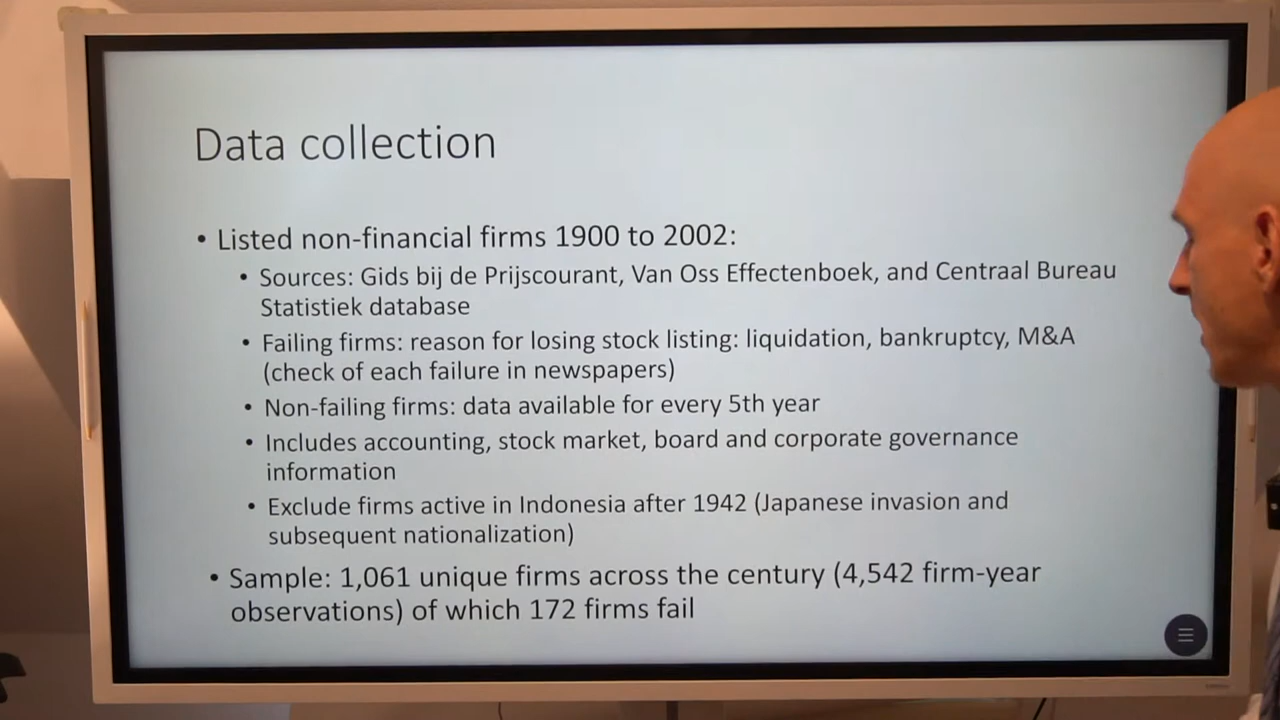 Data collection
• Listed non-financial firms 1900 to 2002:
• Sources: Gids bij de Prijscourant, Van Oss Effectenboek, and Centraal Bureau
Statistiek database
• Failing firms: reason for losing stock listing: liquidation, bankruptcy, M&A
(check of each failure in newspapers)
• Non-failing firms: data available for every 5th year
• Includes accounting, stock market, board and corporate governance
information
• Exclude firms active in Indonesia after 1942 (Japanese invasion and
subsequent nationalization)
• Sample: 1,061 unique firms across the century (4,542 firm-year
observations) of which 172 firms fail